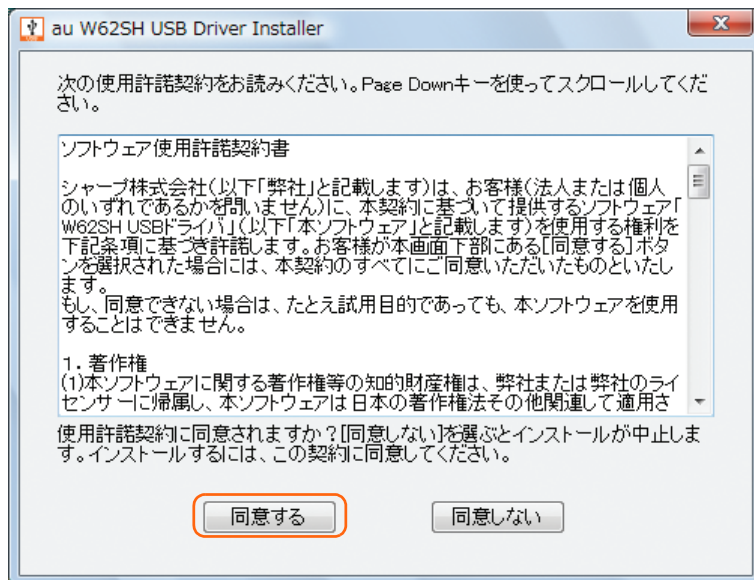 au W62SH USB Driver Installer
次の使用許諾契約をお読みください。Page Downキーを使ってスクロールしてくだ
さい。
ソフトウェア使用許諾契約書
シャープ株式会社(以下「弊社」と記載します)は、お客様(法人または個人
のいずれであるかを問いません)に、本契約に基づいて提供するソフトウェア「
W62SH USBドライバ」(以下「本ソフトウェア」と記載します)を使用する権利を
下記条項に基づき許諾します。お客様が本画面下部にある[同意する]ボタ
ンを選択された場合には、本契約のすべてにご同意いただいたものといたし
ます。
もし、同意できない場合は、たとえ試用目的であっても、本ソフトウェアを使用
することはできません。
1. 著作権
(1)本ソフトウェアに関する著作権等の知的財産権は、弊社または弊社のライ
センサーに帰属し、本ソフトウェアは日本の著作権法その他関連して適用さ
使用許諾契約に同意されますか?[同意しない]を選ぶとインストールが中止しま
す。インストールするには、この契約に同意してください。
同意する
同意しない